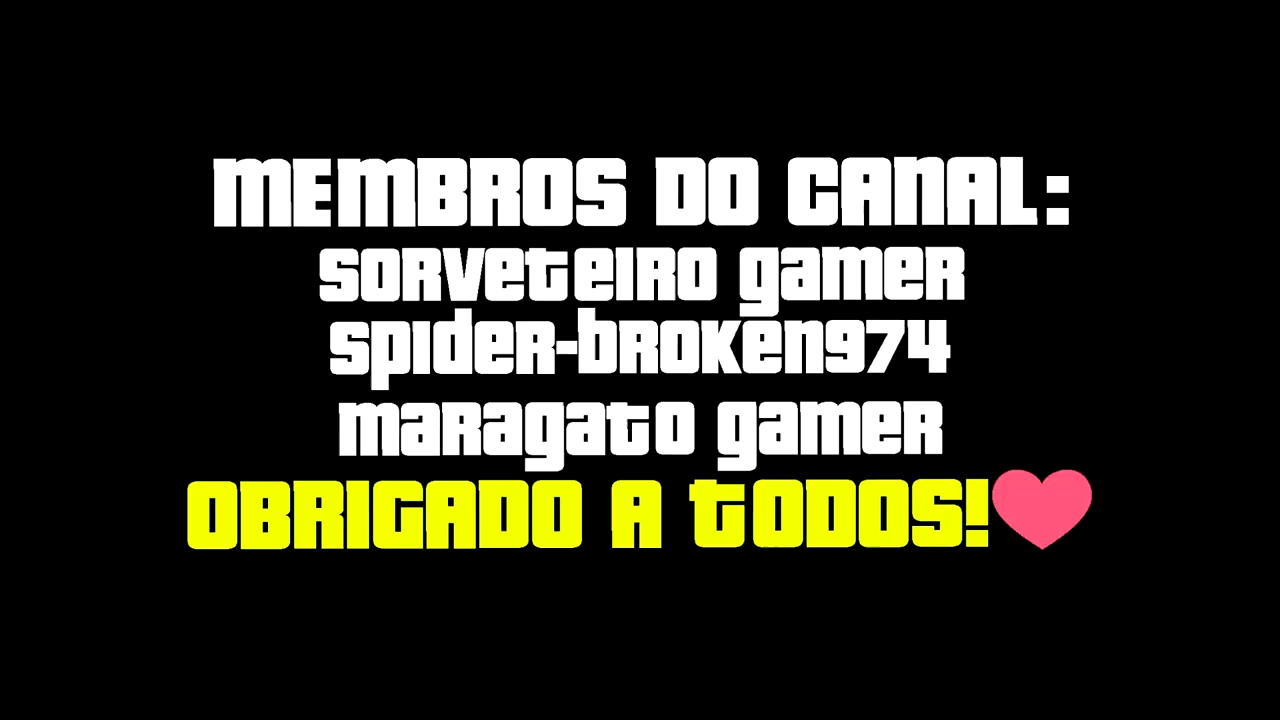 MEMBROS DO CANAL:
sorveteiro gamer
spider-broken974
maragato gamer
OBRIGADO A TODOS!❤